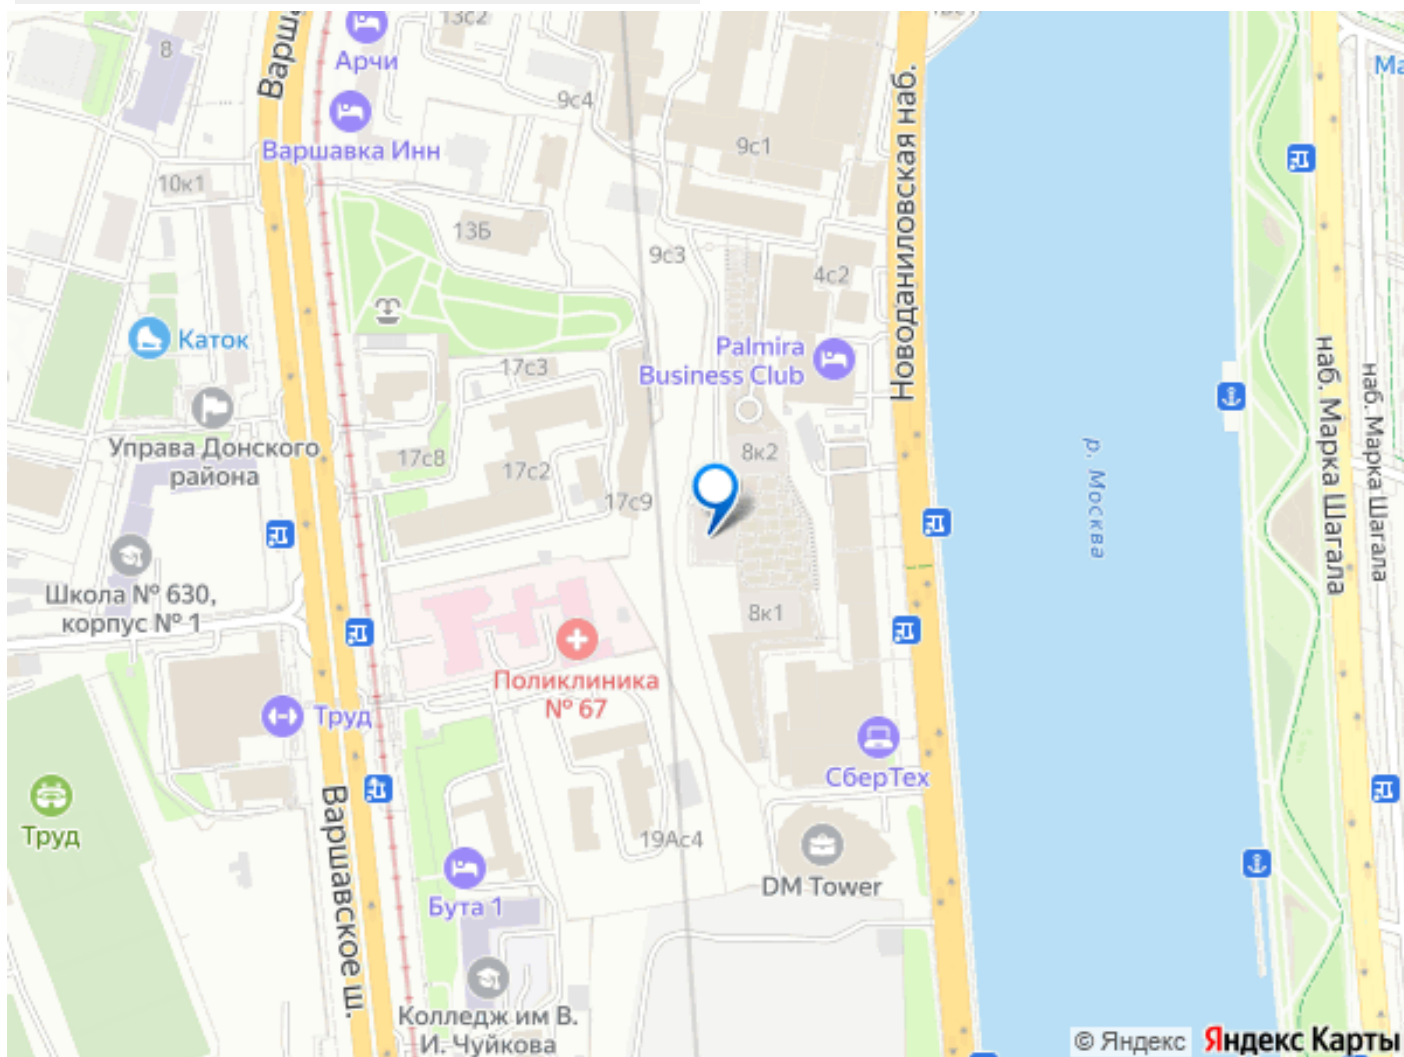 13с2
8
Арчи
9с4
Варшавка Инн
9с1
10к1
13Б
9с3
4с2
Новоданиловская наб.
Каток
Palmira
Business Club
17с3
Управа Донского
района
17с8
17с2
8к2
17с9
р. Москва
наб. Марка Шагала
наб. Марка Шагала
Школа № 630,
корпус № 1
8к1
Поликлиника
№ 67
Труд
СберТех
Труд
Варшавское ш.
19Ас4
DM Tower
Бута 1
Колледж им В.
И. Чуйкова
© Яндекс
Яндекс Карты